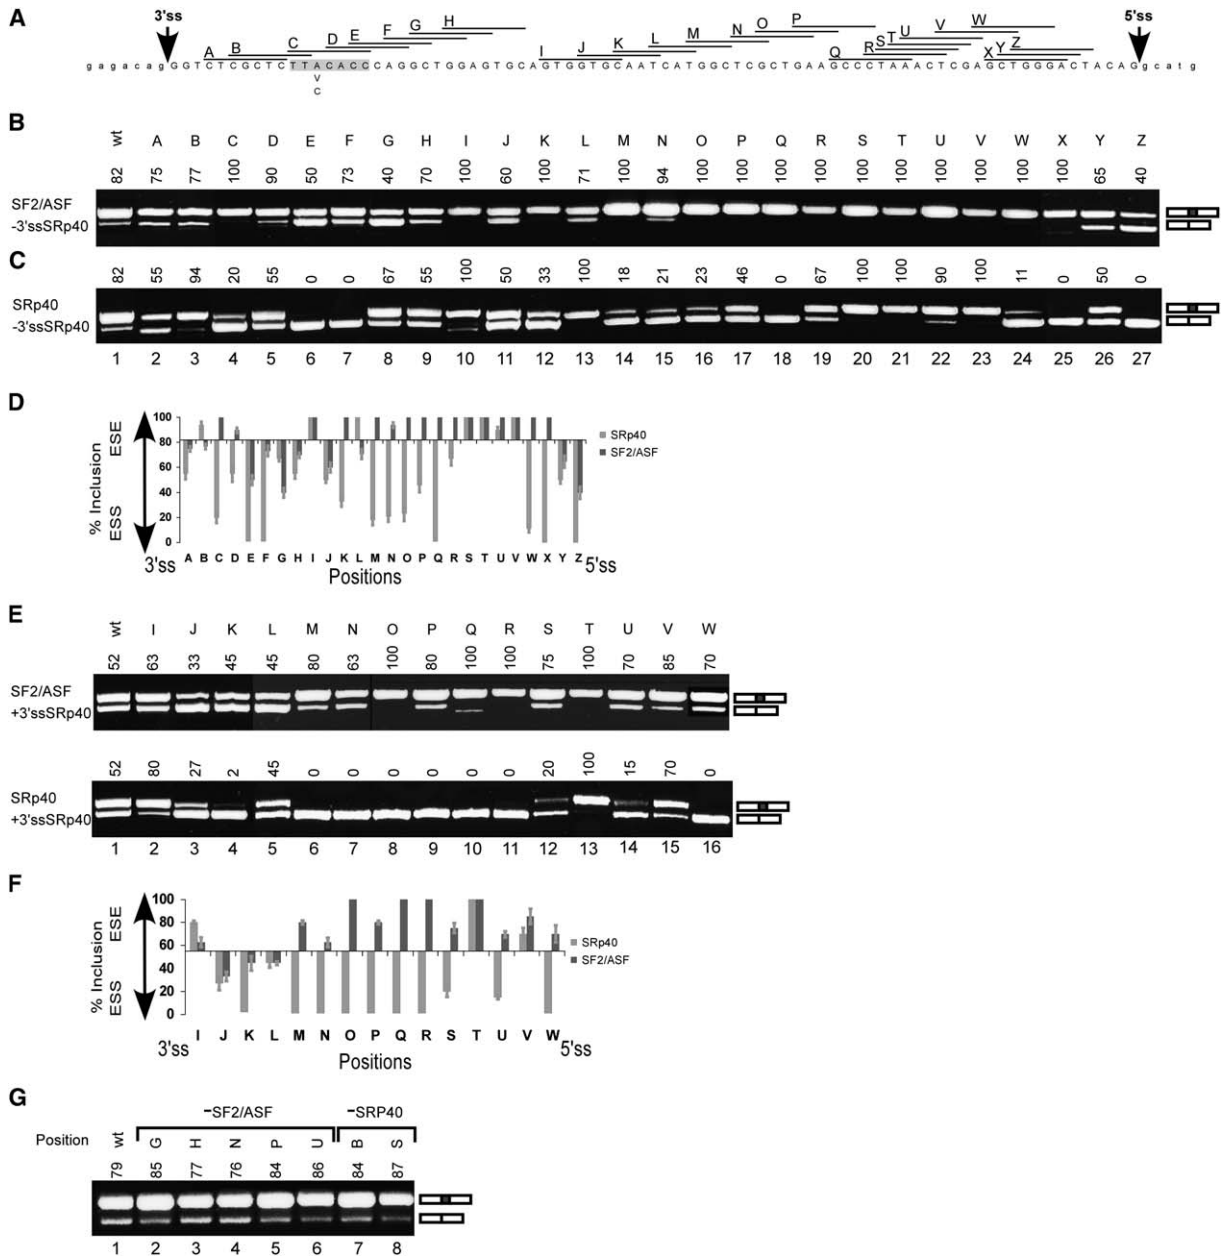 A
3'ss
5'ss
A B C D E F G H I J K L M N O P Q R S T U V W X Y Z
g a g a c a g G G T C T C G C T C T T A C A C C C A G G C T G G A G T G C A G T G G T G C A A T C A T G G C T C G C T G A A G C C C T A A A C T C G A G C T G G G A C T A C A G g c a t g
V
C
B
wt A B C D E F G H I J K L M N O P Q R S T U V W X Y Z
82 75 77 100 90 50 73 40 70 100 60 100 71 100 94 100 100 100 100 100 100 100 100 100 100 65 40
SF2/ASF
-3'ssSRp40
C
82 55 94 20 55 0 0 67 55 100 50 33 100 18 21 23 46 0 67 100 100 90 100 11 0 50 0
SRp40
-3'ssSRp40
1 2 3 4 5 6 7 8 9 10 11 12 13 14 15 16 17 18 19 20 21 22 23 24 25 26 27
D
% Inclusion
ESS ESE
100
80
60
40
20
0
SRp40
SF2/ASF
A B C D E F G H I J K L M N O P Q R S T U V W X Y Z
3'ss
5'ss
Positions
E
wt I J K L M N O P Q R S T U V W
52 63 33 45 45 80 63 100 80 100 100 75 100 70 85 70
SF2/ASF
+3'ssSRp40
52 80 27 2 45 0 0 0 0 0 0 20 100 15 70 0
SRp40
+3'ssSRp40
1 2 3 4 5 6 7 8 9 10 11 12 13 14 15 16
F
% Inclusion
ESS ESE
100
80
60
40
20
0
SRp40
SF2/ASF
I J K L M N O P Q R S T U V W
3'ss
5'ss
Positions
G
-SF2/ASF -SRP40
Position wt G H N P U B S
79 85 77 76 84 86 84 87
1 2 3 4 5 6 7 8